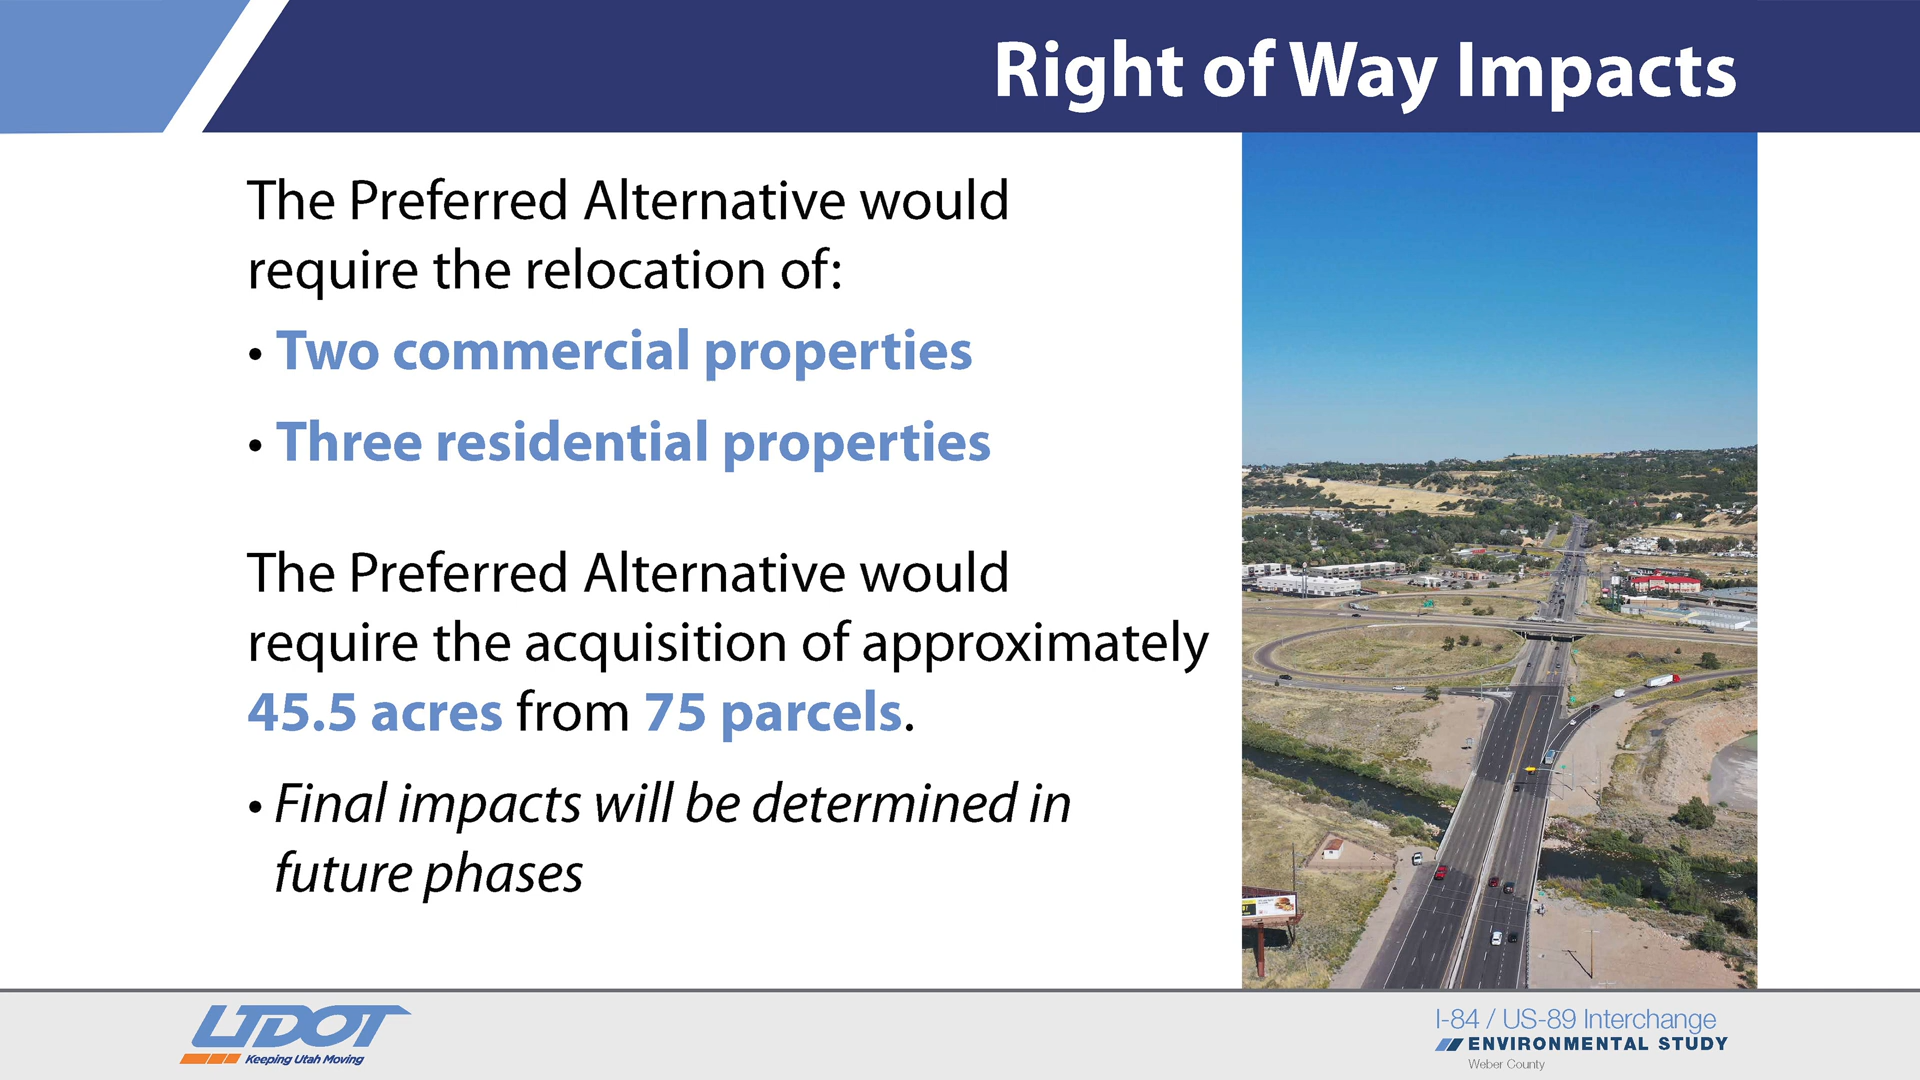 Right of Way Impacts
The Preferred Alternative would
require the relocation of:
• Two commercial properties
• Three residential properties
The Preferred Alternative would
require the acquisition of approximately
45.5 acres from 75 parcels.
• Final impacts will be determined in
future phases
UDOT
Keeping Utah Moving
I-84 / US-89 Interchange
ENVIRONMENTAL STUDY
Weber County